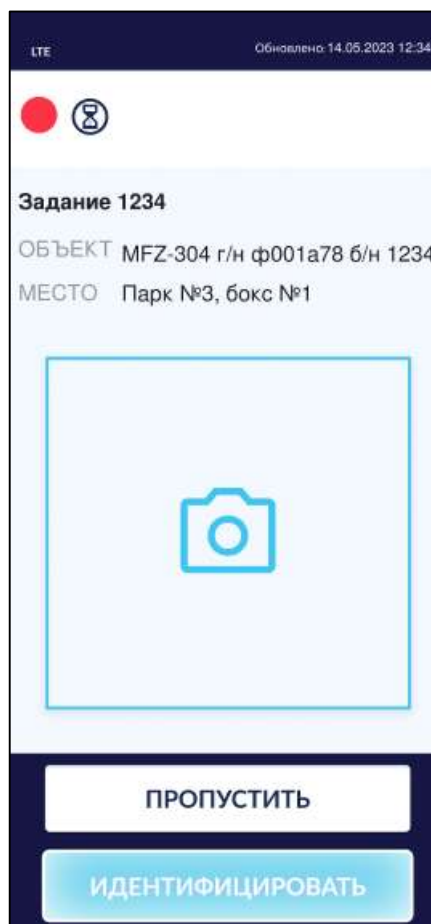 LTE
Обновлено: 14.05.2023 12:34
Задание 1234
ОБЪЕКТ MFZ-304 г/н ф001а78 б/н 1234
МЕСТО Парк №3, бокс №1
ПРОПУСТИТЬ
ИДЕНТИФИЦИРОВАТЬ